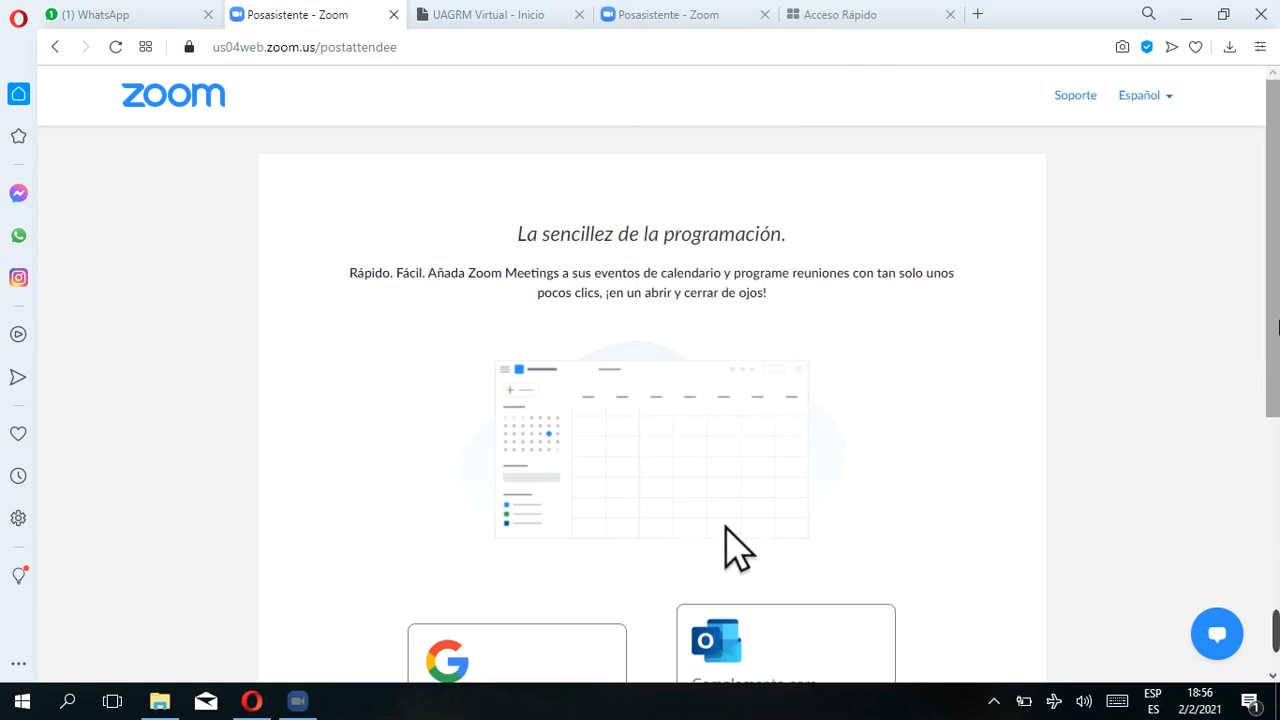 (1) WhatsApp
Posasistente - Zoom
UAGRM Virtual - Inicio
Posasistente - Zoom
Acceso Rápido
us04web.zoom.us/postattendee
zoom
Soporte
Español
La sencillez de la programación.
Rápido. Fácil. Añada Zoom Meetings a sus eventos de calendario y programe reuniones con tan solo unos
pocos clics, ¡en un abrir y cerrar de ojos!
Complemento para
ESP
ES
18:56
2/2/2021